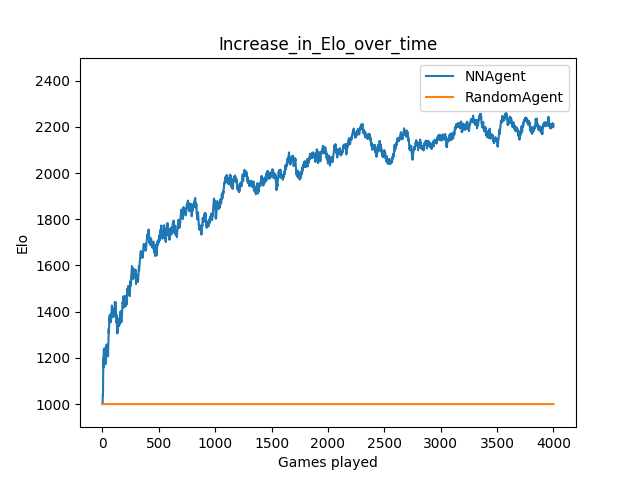 Increase_in_Elo_over_time
NNAgent
RandomAgent
2400
2200
2000
1800
1600
1400
1200
1000
Elo
0 500 1000 1500 2000 2500 3000 3500 4000
Games played